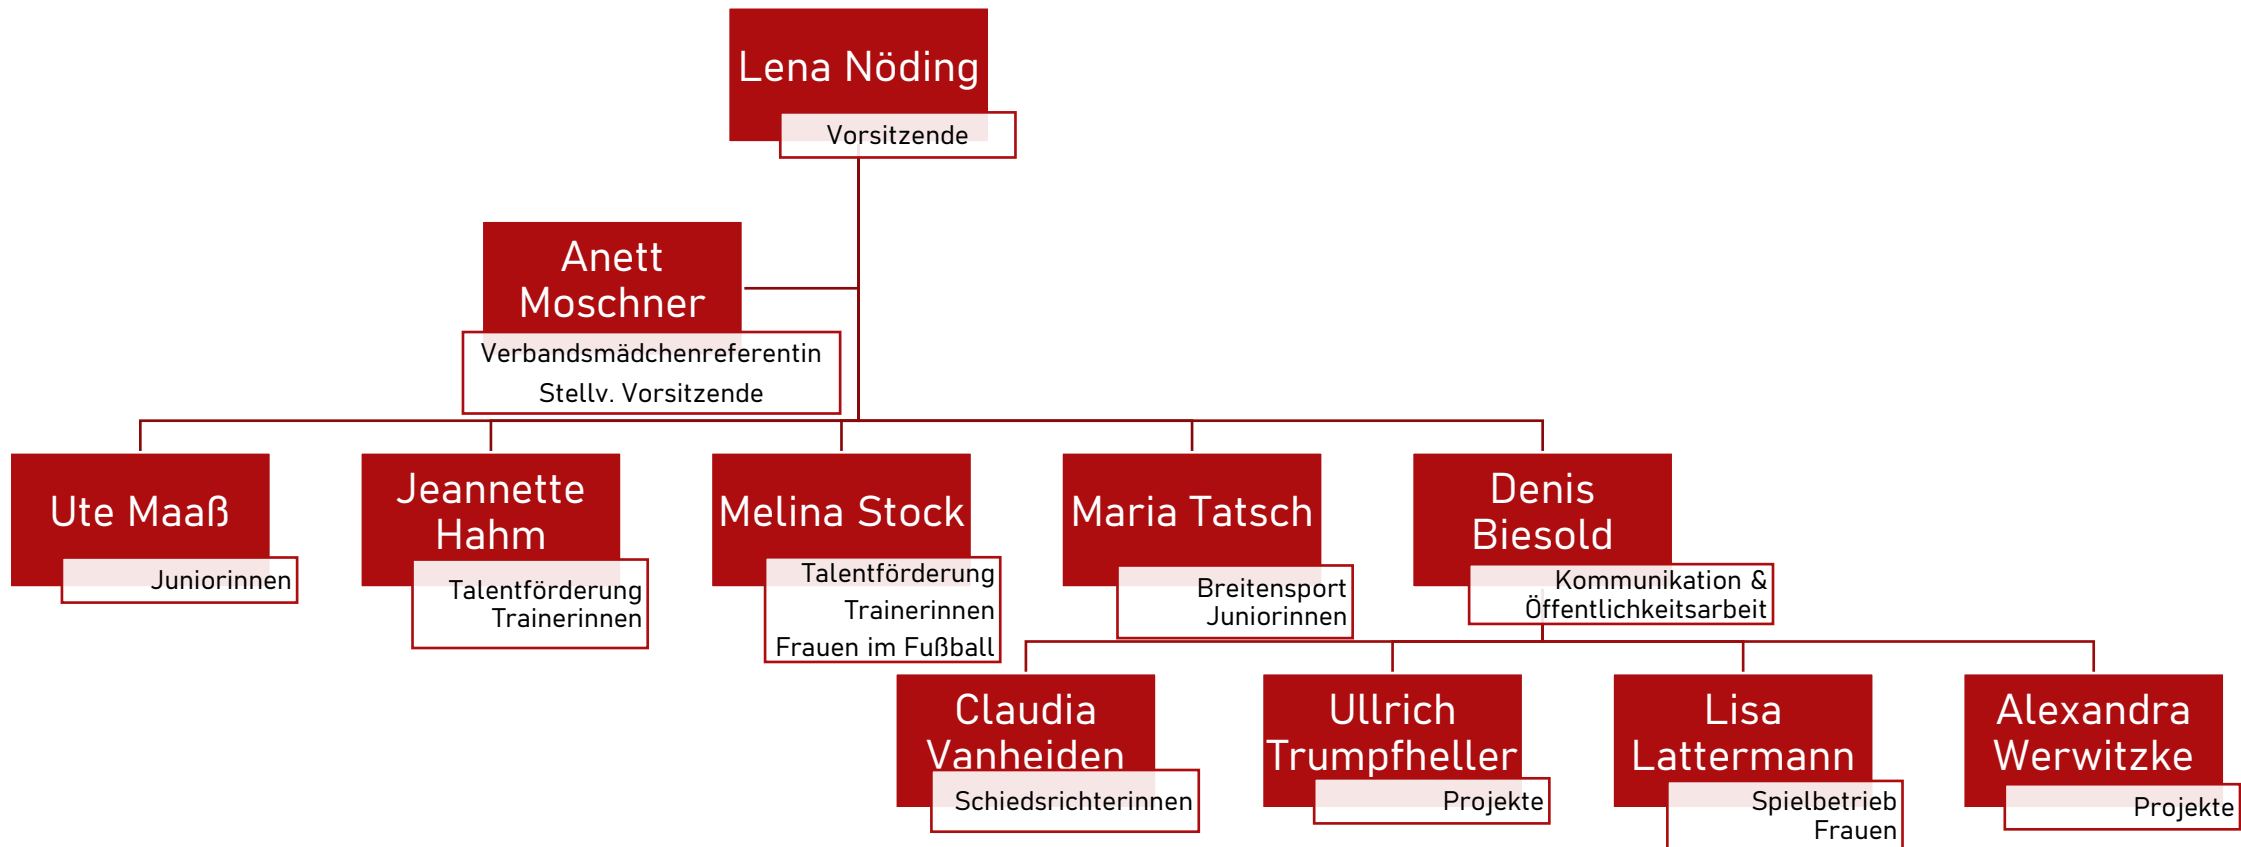 Lena Nöding
Vorsitzende
Anett
Moschner
Verbandsmädchenreferentin
Stellv. Vorsitzende
Ute Maaß
Juniorinnen
Jeannette
Hahm
Talentförderung
Trainerinnen
Melina Stock
Talentförderung
Trainerinnen
Frauen im Fußball
Maria Tatsch
Breitensport
Juniorinnen
Denis
Biesold
Kommunikation &
Öffentlichkeitsarbeit
Claudia
Vanheiden
Schiedsrichterinnen
Ullrich
Trumpfheller
Projekte
Lisa
Lattermann
Spielbetrieb
Frauen
Alexandra
Werwitzke
Projekte